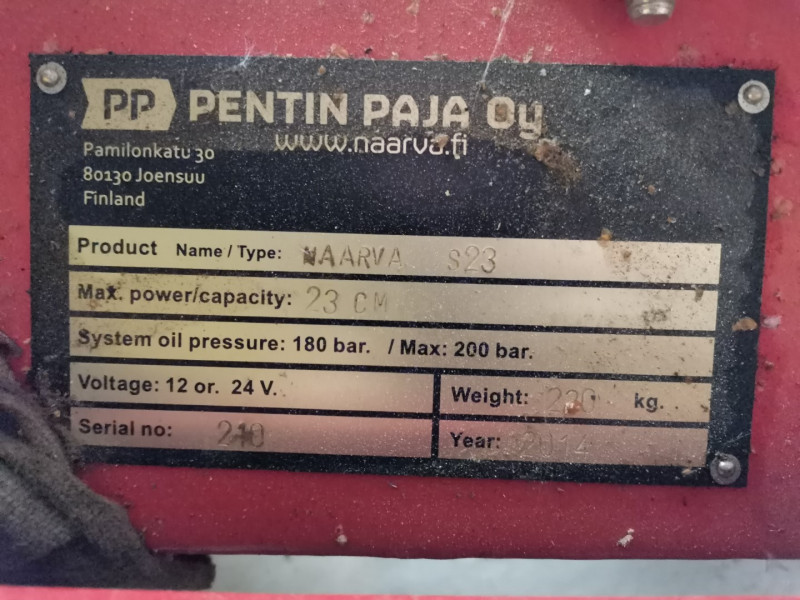 PP PENTIN PAJA Oy
www.naarva.fi
Pamilonkatu 30
80130 Joensuu
Finland
Product Name / Type: NAARVA S23
Max. power/capacity: 23 CM
System oil pressure: 180 bar. / Max: 200 bar.
Voltage: 12 or. 24 V.
Weight: kg.
Serial no:
Year: 2014